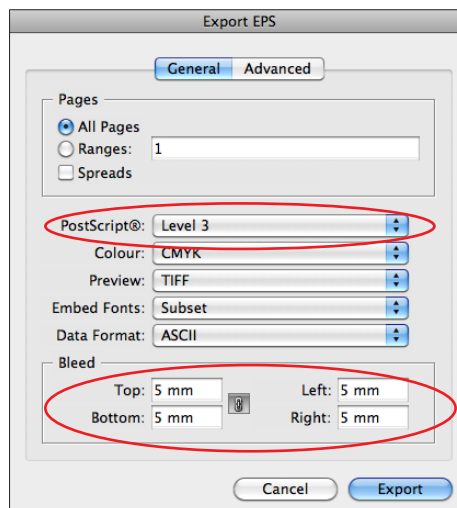 Export EPS
General Advanced
Pages
All Pages
Ranges: 1
Spreads
PostScript®: Level 3
Colour: CMYK
Preview: TIFF
Embed Fonts: Subset
Data Format: ASCII
Bleed
Top: 5 mm Left: 5 mm
Bottom: 5 mm Right: 5 mm
Cancel Export